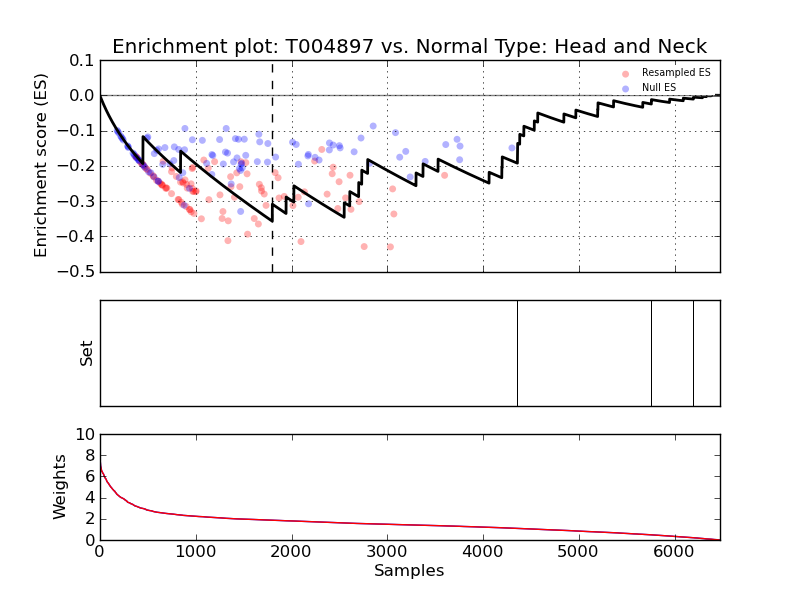 Enrichment plot: T004897 vs. Normal Type: Head and Neck
Enrichment score (ES)
0.1
0.0
−0.1
−0.2
−0.3
−0.4
−0.5
Resampled ES
Null ES
Set
Weights
10
8
6
4
2
0
0 1000 2000 3000 4000 5000 6000
Samples